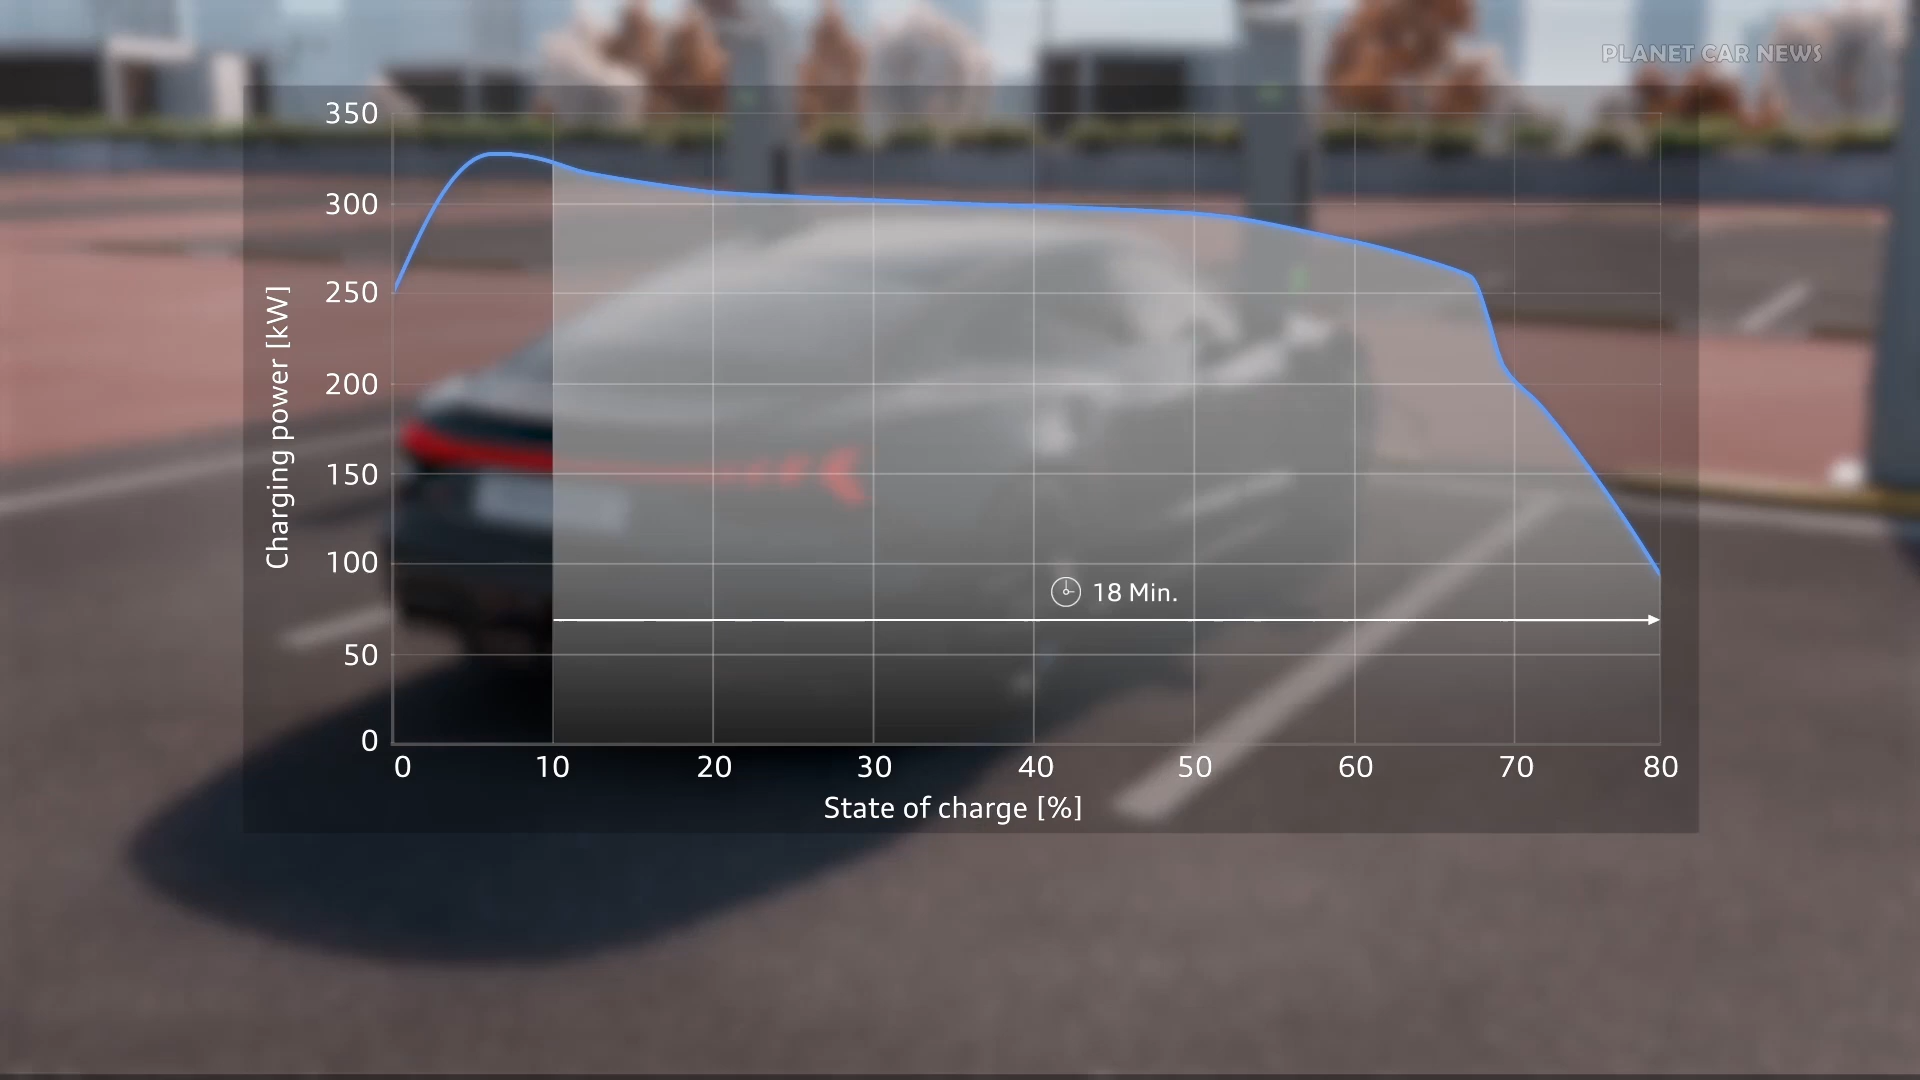 PLANET CAR NEWS
350
300
250
200
150
100
50
0
Charging power [kW]
18 Min.
0 10 20 30 40 50 60 70 80
State of charge [%]